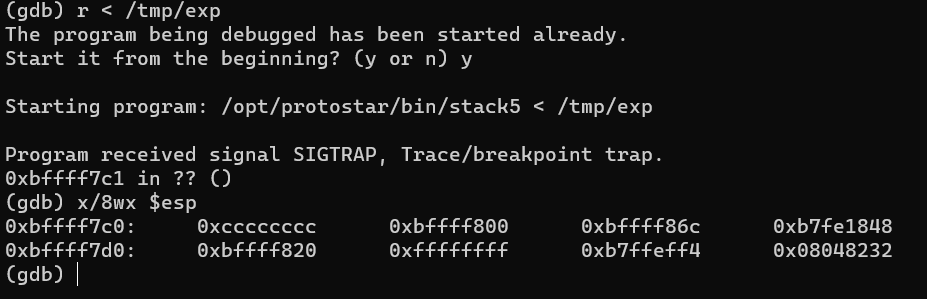 (gdb) r < /tmp/exp
The program being debugged has been started already.
Start it from the beginning? (y or n) y
Starting program: /opt/protostar/bin/stack5 < /tmp/exp
Program received signal SIGTRAP, Trace/breakpoint trap.
0xbffff7c1 in ?? ()
(gdb) x/8wx $esp
0xbffff7c0: 0xcccccccc 0xbffff800 0xbffff86c 0xb7fe1848
0xbffff7d0: 0xbffff820 0xffffffff 0xb7ffeff4 0x08048232
(gdb)